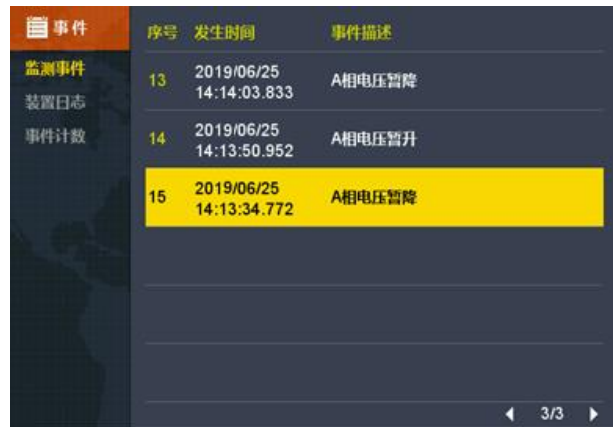 事件
监测事件
装置日志
事件计数
序号 发生时间 事件描述
13 2019/06/25 14:14:03.833 A相电压暂降
14 2019/06/25 14:13:50.952 A相电压暂升
15 2019/06/25 14:13:34.772 A相电压暂降
3/3